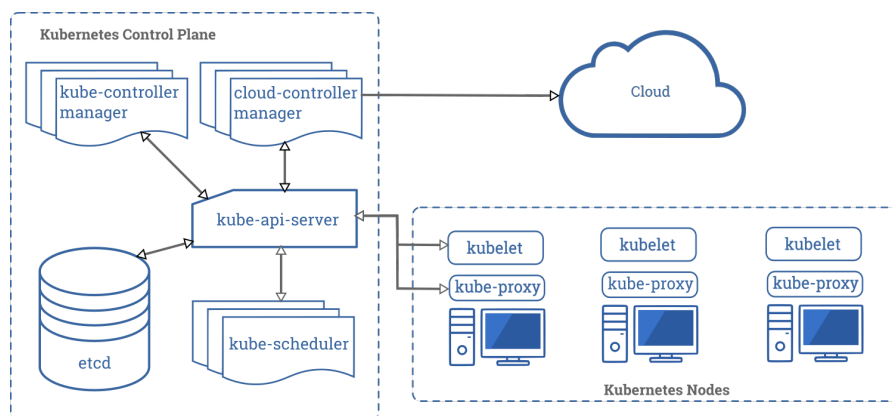 Kubernetes Control Plane
kube-controller
manager
cloud-controller
manager
Cloud
kube-api-server
kubelet
kubelet
kubelet
kube-proxy
kube-proxy
kube-proxy
etcd
kube-scheduler
Kubernetes Nodes